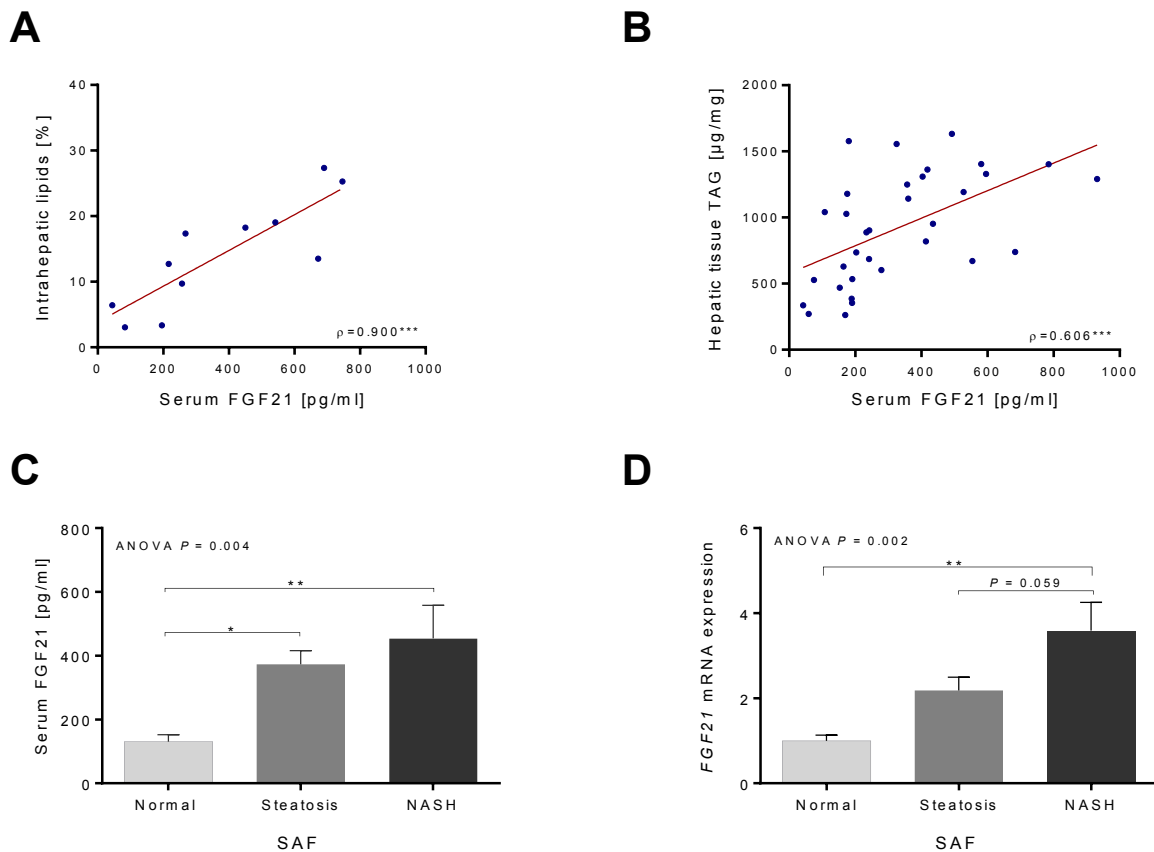 A
B
Intrahepatic lipids [%]
40
30
20
10
0
0 200 400 600 800 1000
Serum FGF21 [pg/ml]
ρ=0.900***
Hepatic tissue TAG [µg/mg]
2000
1500
1000
500
0
0 200 400 600 800 1000
Serum FGF21 [pg/ml]
ρ=0.606***
C
D
Serum FGF21 [pg/ml]
800
600
400
200
0
ANOVA P = 0.004
**
*
Normal Steatosis NASH
SAF
FGF21 mRNA expression
6
4
2
0
ANOVA P = 0.002
**
P = 0.059
Normal Steatosis NASH
SAF